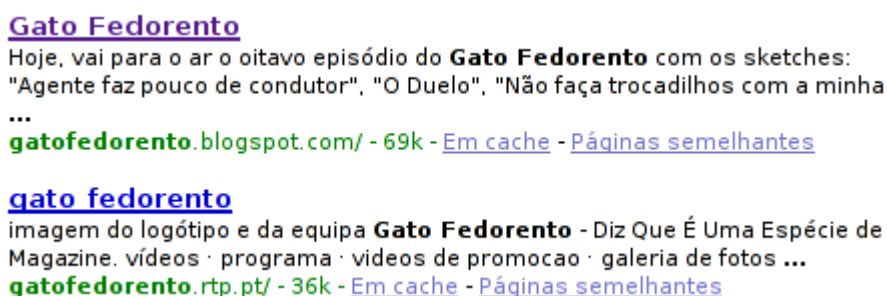 Gato Fedorento
Hoje, vai para o ar o oitavo episódio do Gato Fedorento com os sketches:
"Agente faz pouco de condutor", "O Duelo", "Não faça trocadilhos com a minha
...
gatofedorento.blogspot.com/ - 69k - Em cache - Páginas semelhantes
gato fedorento
imagem do logótipo e da equipa Gato Fedorento - Diz Que É Uma Espécie de
Magazine. vídeos · programa · videos de promocao · galeria de fotos ...
gatofedorento.rtp.pt/ - 36k - Em cache - Páginas semelhantes